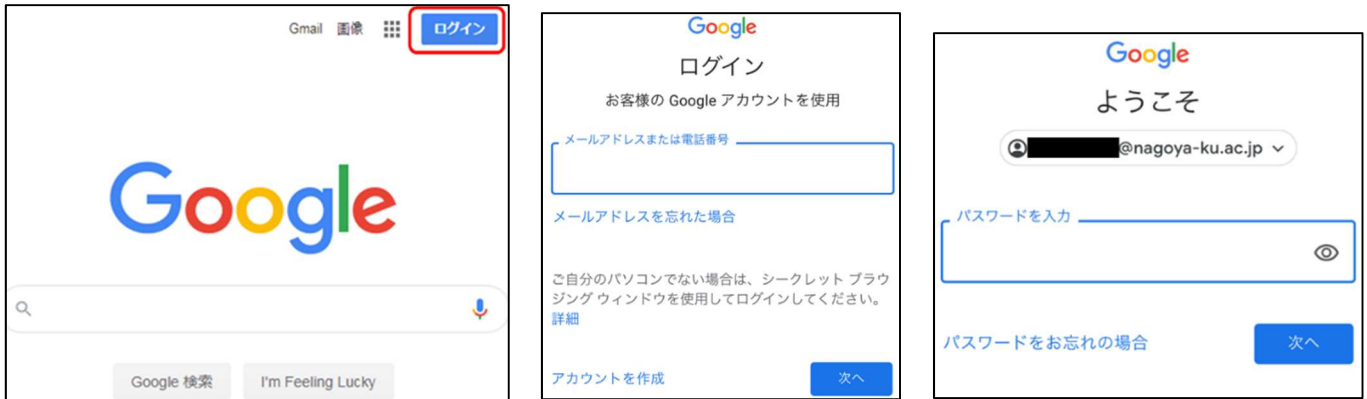 Gmail 画像 ログイン
Google
Google 検索 I'm Feeling Lucky
Google
ログイン
お客様の Google アカウントを使用
メールアドレスまたは電話番号
メールアドレスを忘れた場合
ご自分のパソコンでない場合は、シークレット ブラウ
ジング ウィンドウを使用してログインしてください。
詳細
アカウントを作成 次へ
Google
ようこそ
@nagoya-ku.ac.jp
パスワードを入力
パスワードをお忘れの場合 次へ